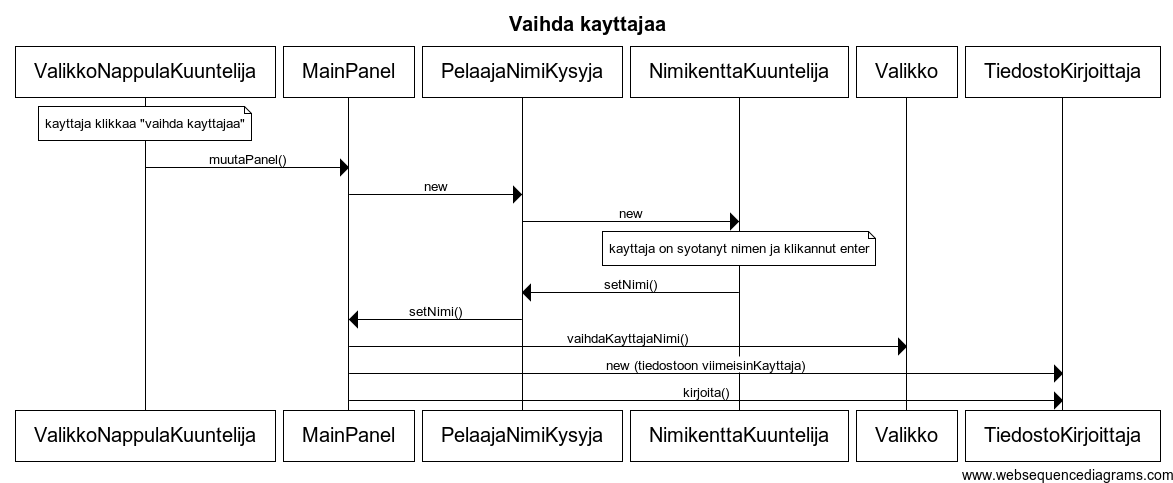 Vaihda kayttajaa
ValikkoNappulaKuuntelija MainPanel PelaajaNimiKysyja NimikenttaKuuntelija Valikko TiedostoKirjoittaja
kayttaja klikkaa "vaihda kayttajaa"
muutaPanel()
new
new
kayttaja on syotanyt nimen ja klikannut enter
setNimi()
setNimi()
vaihdaKayttajaNimi()
new (tiedostoon viimeisinKayttaja)
kirjoita()
ValikkoNappulaKuuntelija MainPanel PelaajaNimiKysyja NimikenttaKuuntelija Valikko TiedostoKirjoittaja
www.websequencediagrams.com